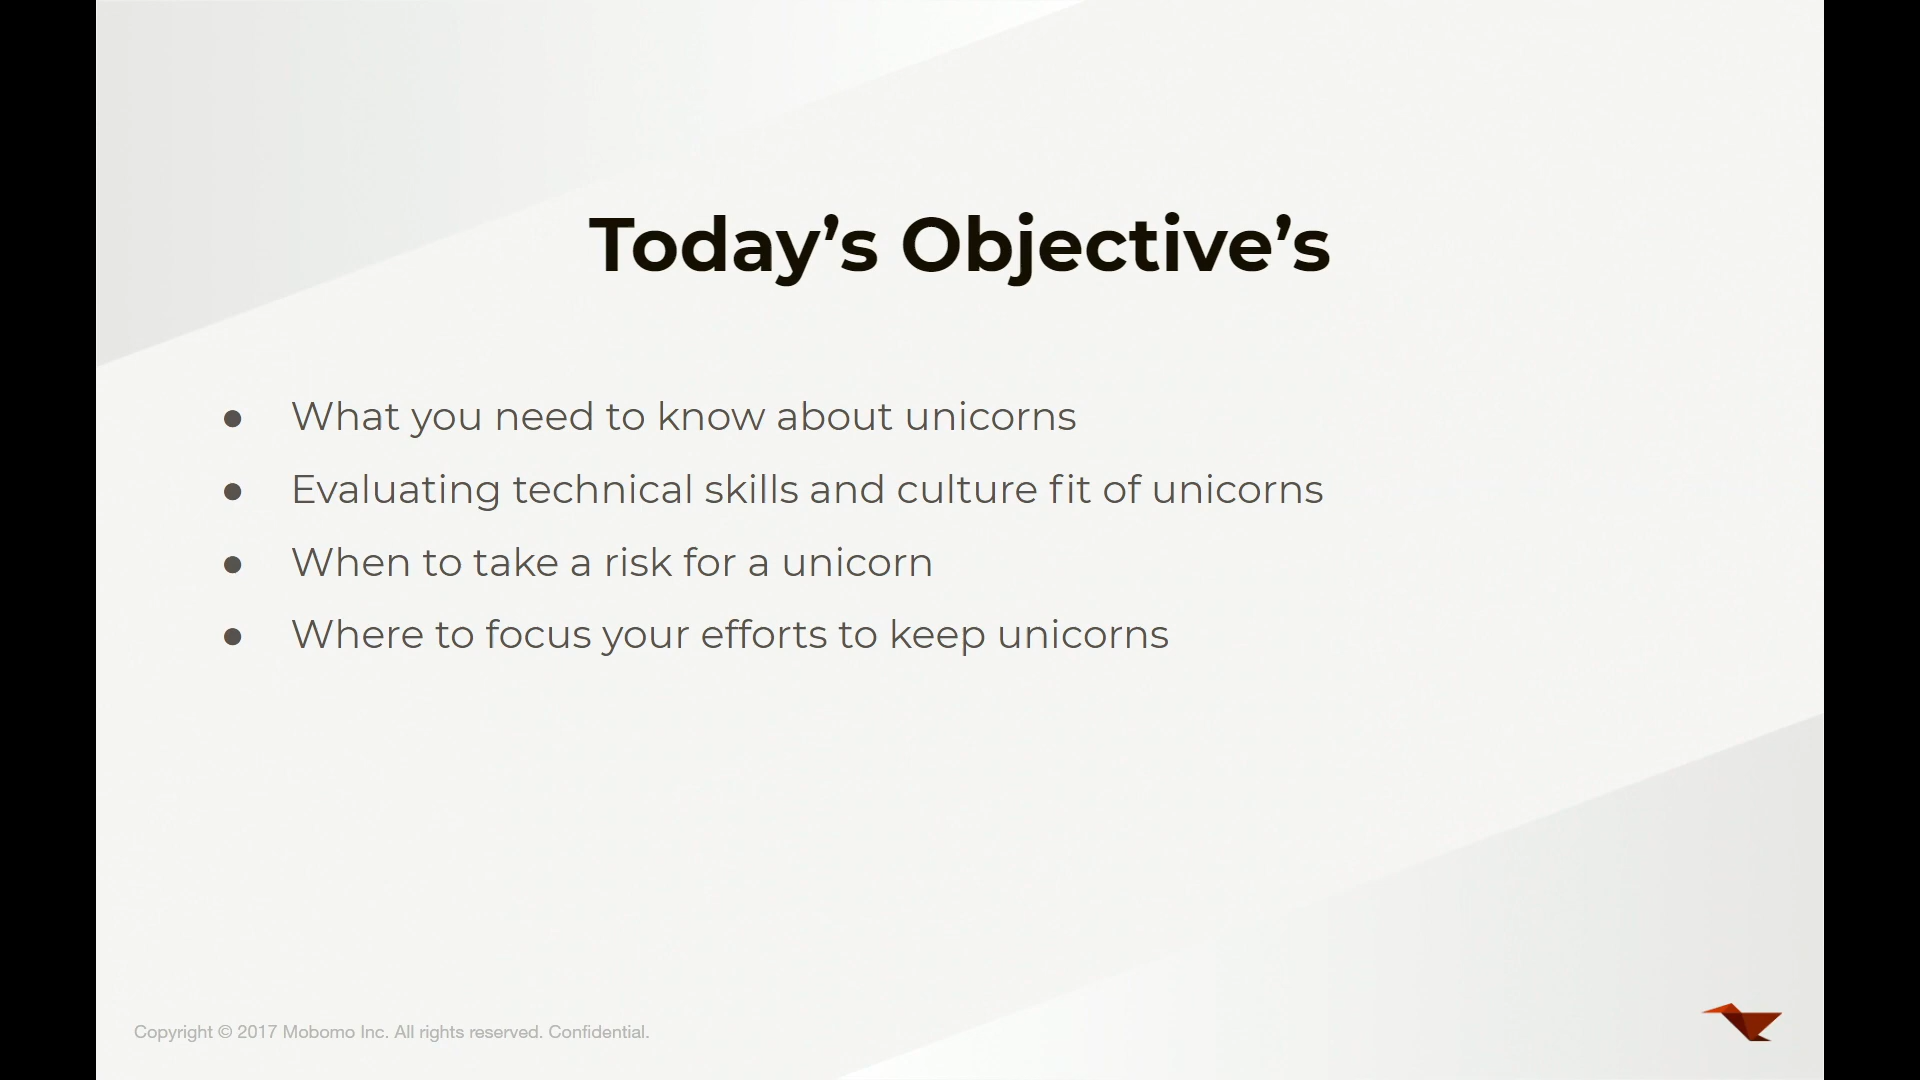 Today’s Objective’s
● What you need to know about unicorns
● Evaluating technical skills and culture fit of unicorns
● When to take a risk for a unicorn
● Where to focus your efforts to keep unicorns
Copyright © 2017 Mobomo Inc. All rights reserved. Confidential.